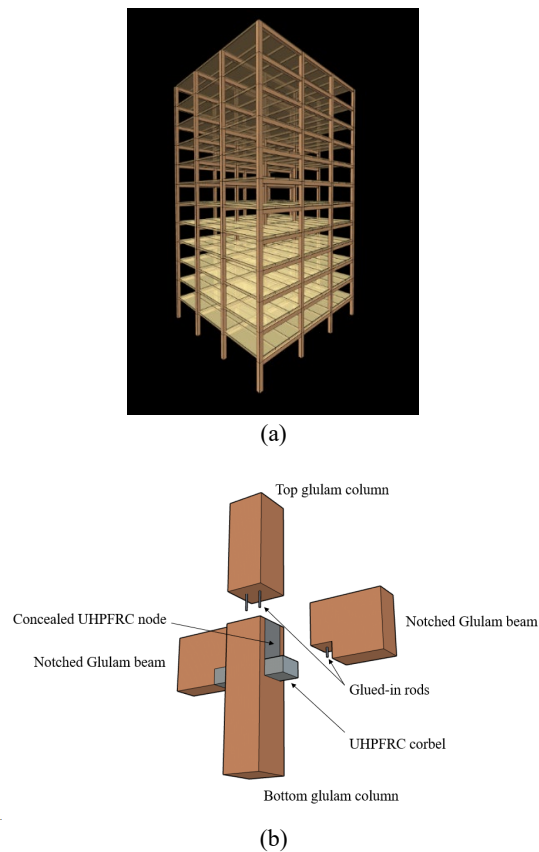 (a)
Top glulam column
Concealed UHPFRC node
Notched Glulam beam
Notched Glulam beam
Glued-in rods
UHPFRC corbel
Bottom glulam column
(b)